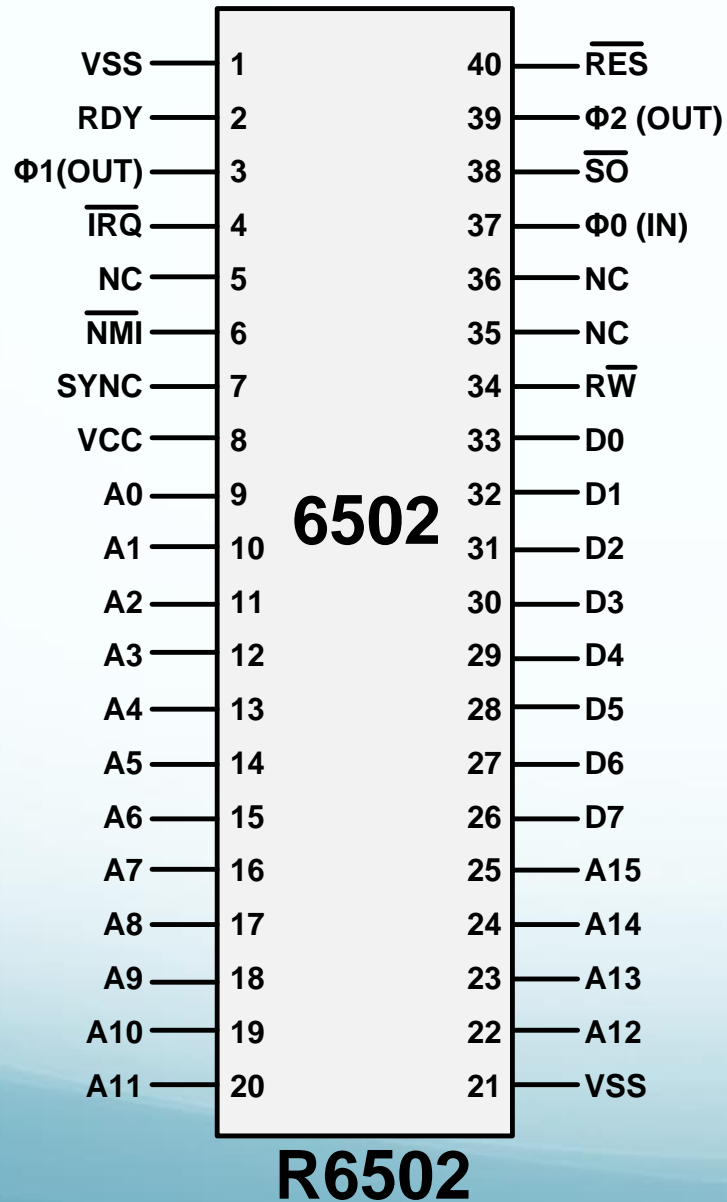 VSS 1 40 R̅E̅S̅
RDY 2 39 Φ2 (OUT)
Φ1(OUT) 3 38 S̅O̅
I̅R̅Q̅ 4 37 Φ0 (IN)
NC 5 36 NC
N̅M̅I̅ 6 35 NC
SYNC 7 34 RW̅
VCC 8 33 D0
A0 9 32 D1
6502
A1 10 31 D2
A2 11 30 D3
A3 12 29 D4
A4 13 28 D5
A5 14 27 D6
A6 15 26 D7
A7 16 25 A15
A8 17 24 A14
A9 18 23 A13
A10 19 22 A12
A11 20 21 VSS
R6502